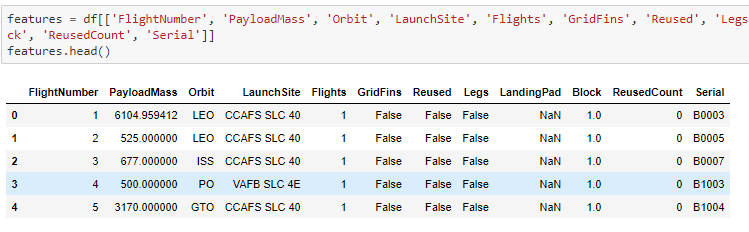 features = df[['FlightNumber', 'PayloadMass', 'Orbit', 'LaunchSite', 'Flights', 'GridFins', 'Reused', 'Legs
ck', 'ReusedCount', 'Serial']]
features.head()
FlightNumber PayloadMass Orbit LaunchSite Flights GridFins Reused Legs LandingPad Block ReusedCount Serial
0 1 6104.959412 LEO CCAFS SLC 40 1 False False False NaN 1.0 0 B0003
1 2 525.000000 LEO CCAFS SLC 40 1 False False False NaN 1.0 0 B0005
2 3 677.000000 ISS CCAFS SLC 40 1 False False False NaN 1.0 0 B0007
3 4 500.000000 PO VAFB SLC 4E 1 False False False NaN 1.0 0 B1003
4 5 3170.000000 GTO CCAFS SLC 40 1 False False False NaN 1.0 0 B1004